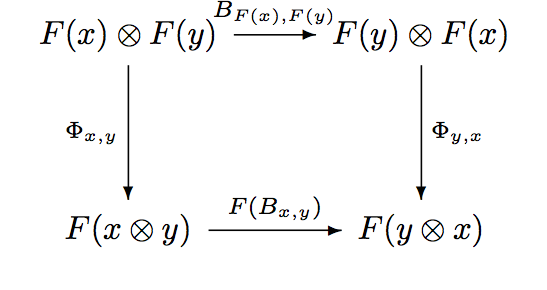 B_{F(x),F(y)}
F(x) ⊗ F(y) F(y) ⊗ F(x)
Φ_{x,y} Φ_{y,x}
F(B_{x,y})
F(x ⊗ y) F(y ⊗ x)